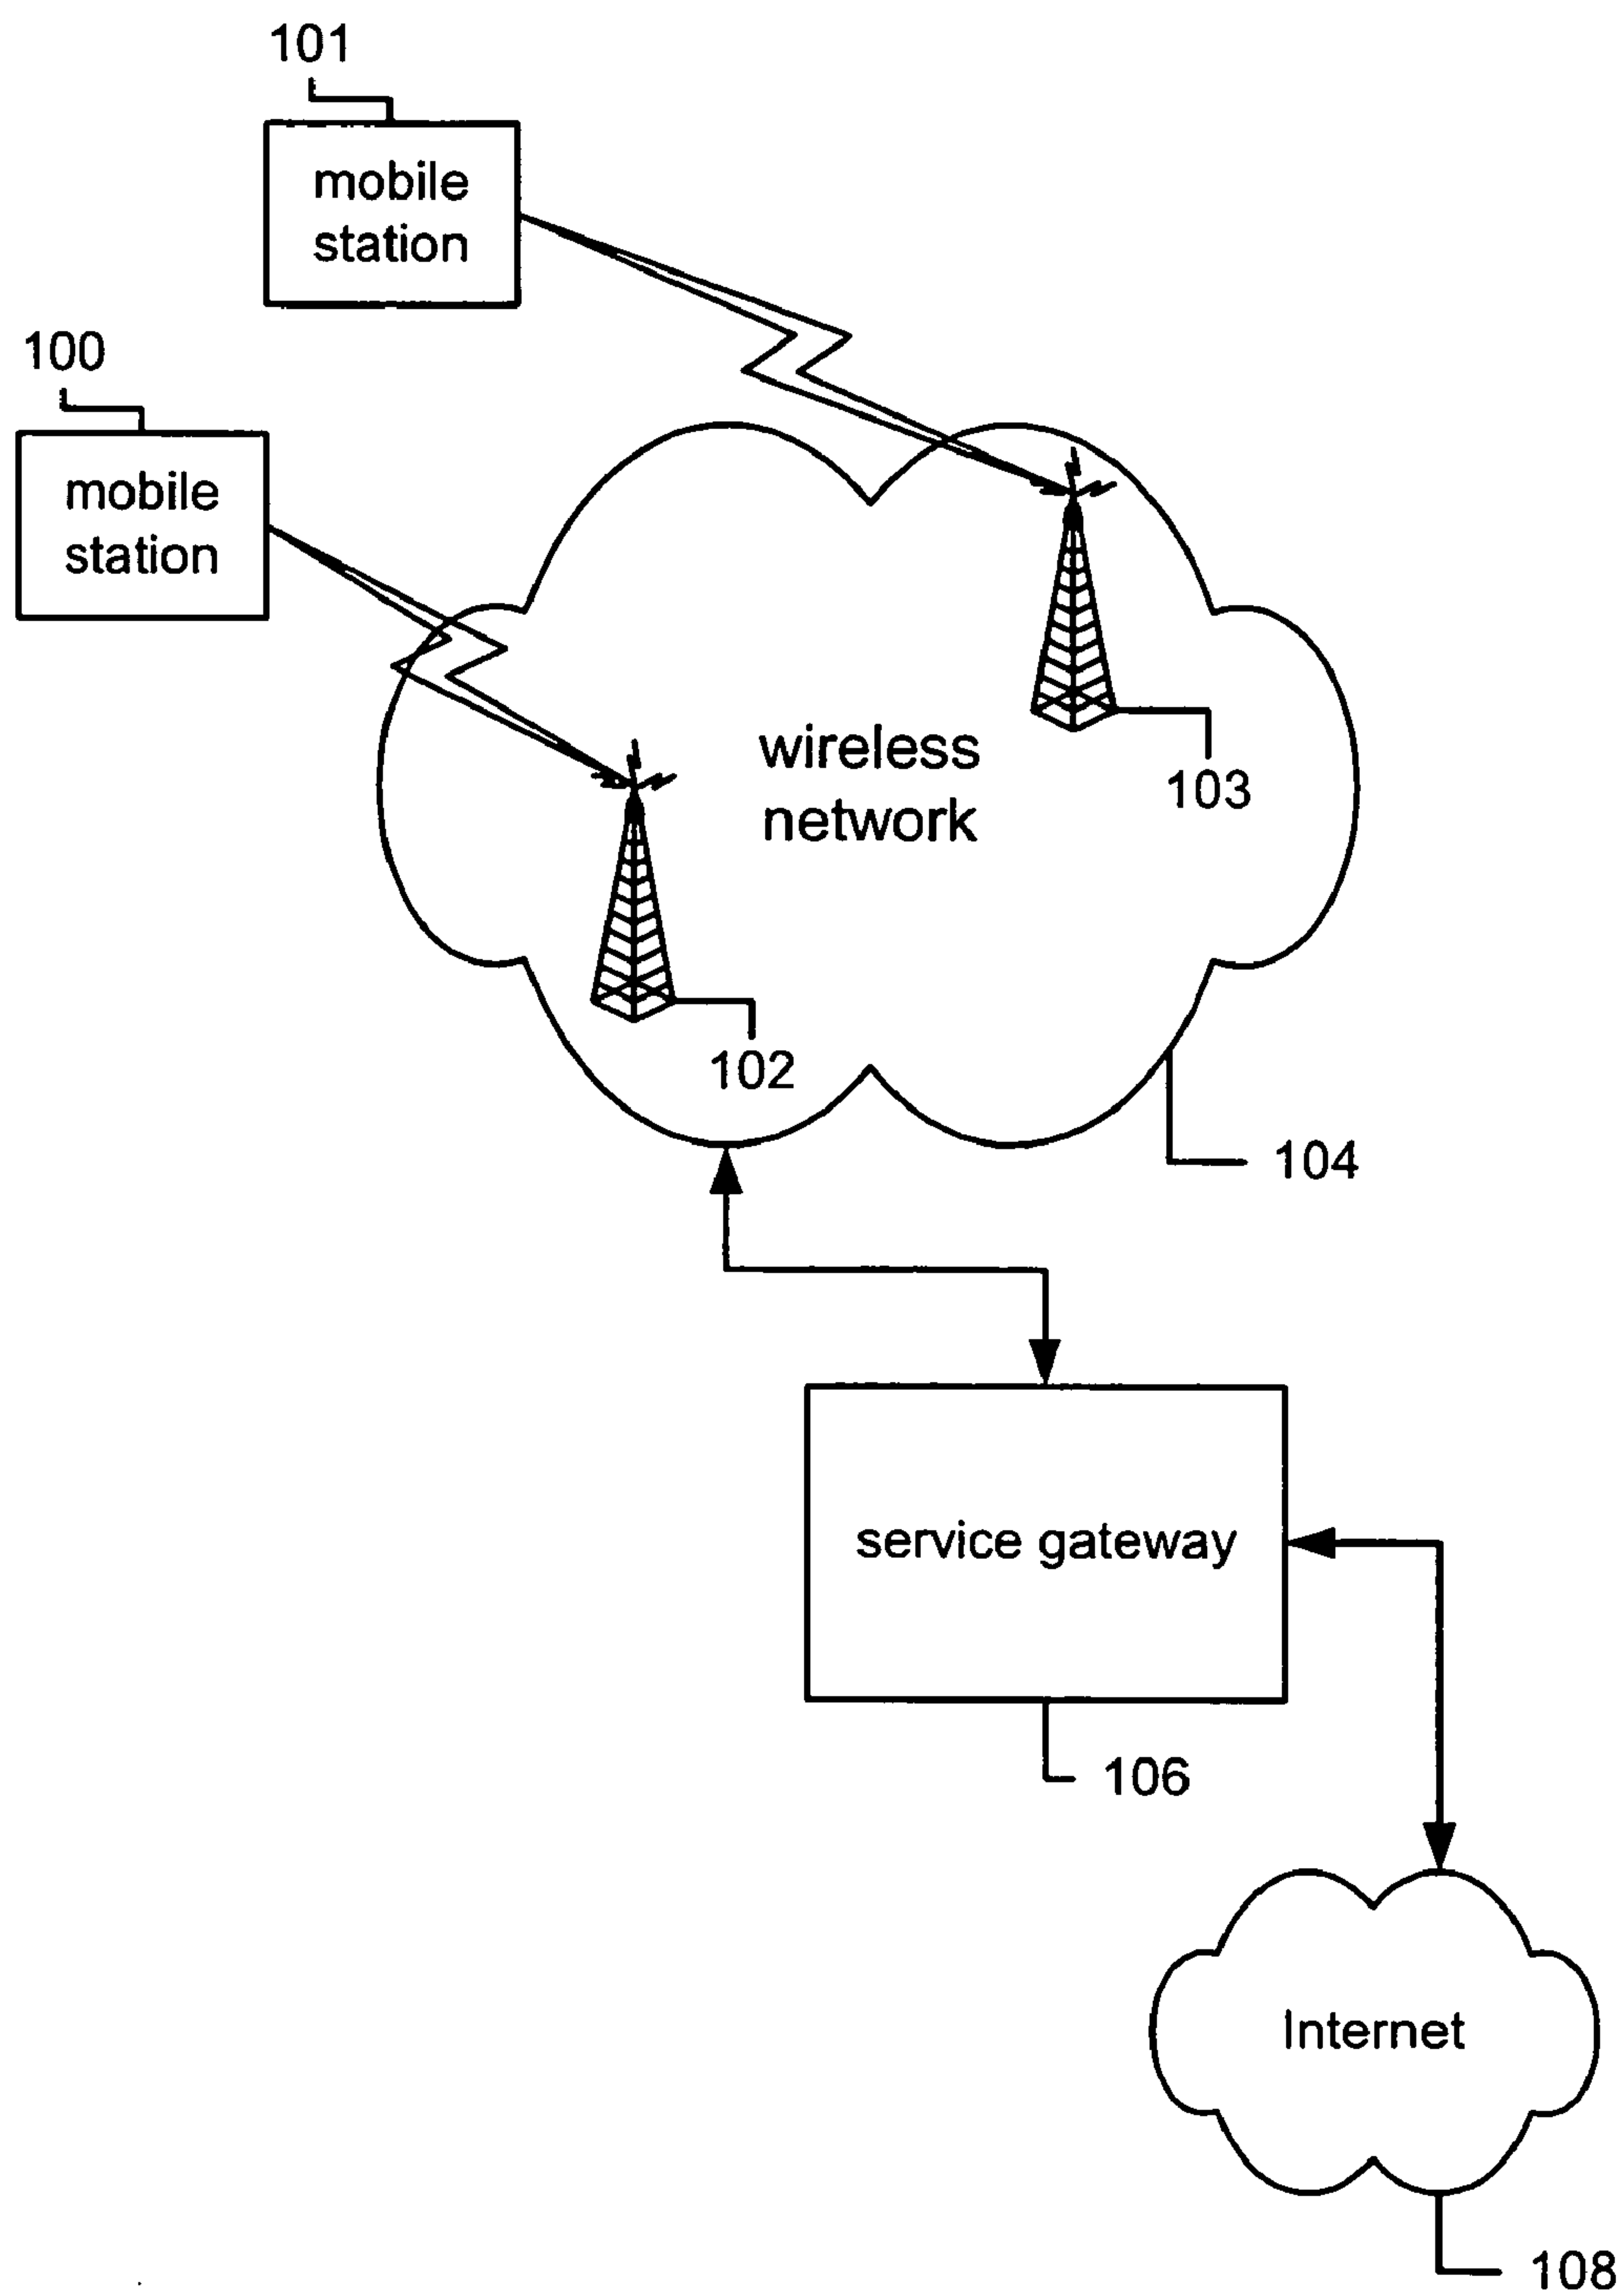 101
mobile
station
100
mobile
station
wireless
network
103
102
104
service gateway
106
Internet
108